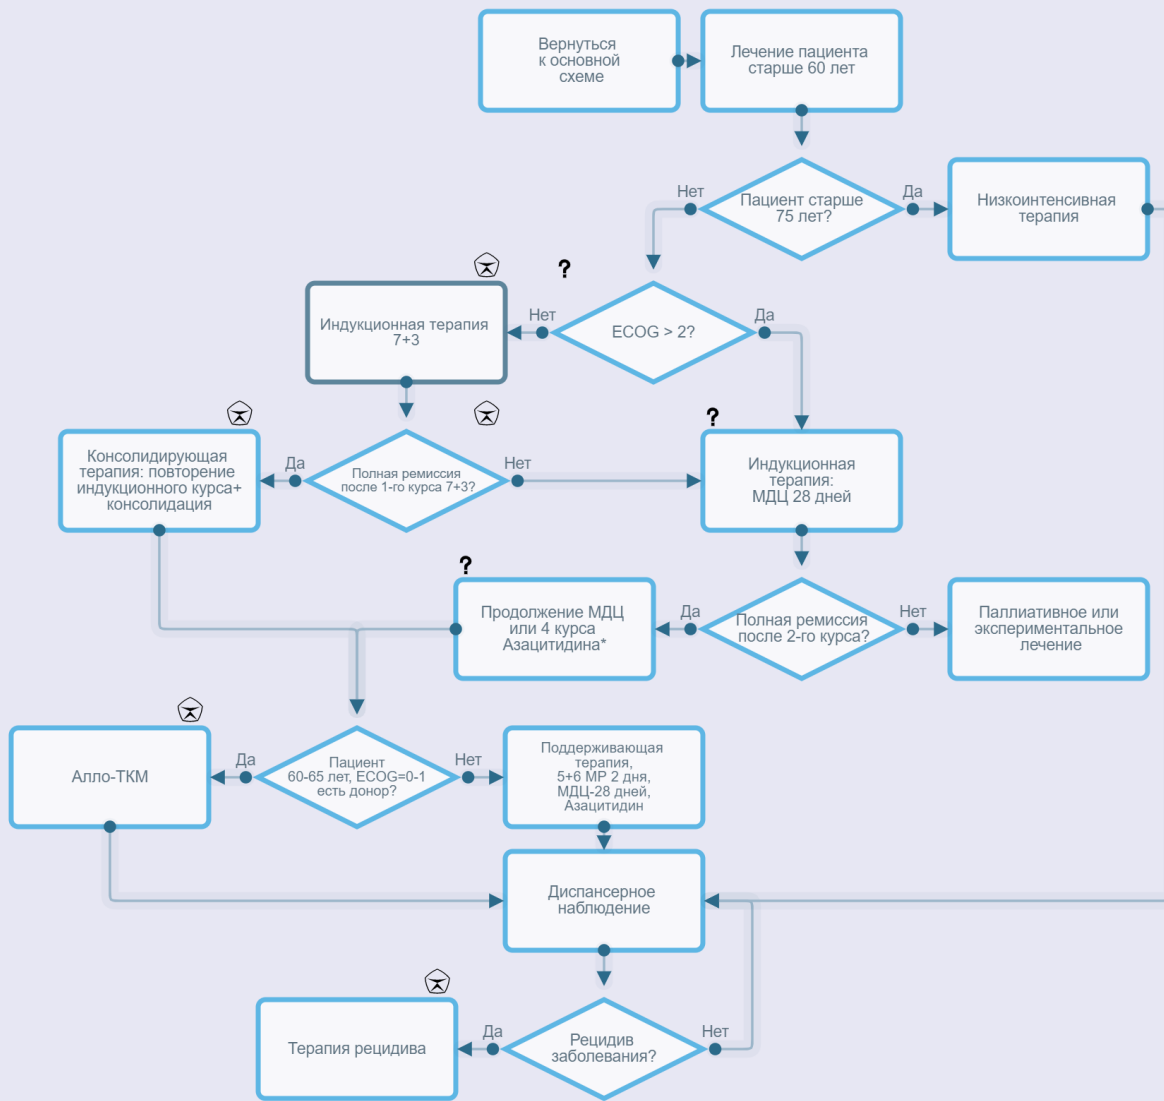 Вернуться
к основной
схеме
Лечение пациента
старше 60 лет
Нет
Пациент старше
75 лет?
Да
Низкоинтенсивная
терапия
?
Индукционная терапия
7+3
Нет
ECOG > 2?
Да
?
Консолидирующая
терапия: повторение
индукционного курса+
консолидация
Да
Полная ремиссия
после 1-го курса 7+3?
Нет
Индукционная
терапия:
МДЦ 28 дней
?
Продолжение МДЦ
или 4 курса
Азацитидина*
Да
Полная ремиссия
после 2-го курса?
Нет
Паллиативное или
экспериментальное
лечение
Алло-ТКМ
Да
Пациент
60-65 лет, ECOG=0-1
есть донор?
Нет
Поддерживающая
терапия,
5+6 МР 2 дня,
МДЦ-28 дней,
Азацитидин
Диспансерное
наблюдение
Терапия рецидива
Да
Рецидив
заболевания?
Нет